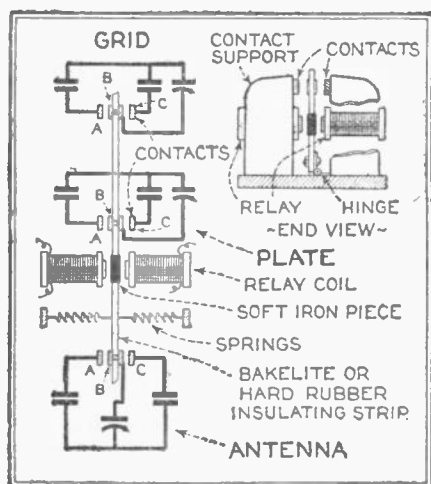 GRID
CONTACT
SUPPORT
CONTACTS
B
A
C
CONTACTS
B
A
C
RELAY
HINGE
~END VIEW~
PLATE
RELAY COIL
SOFT IRON PIECE
SPRINGS
A
B
C
BAKELITE OR
HARD RUBBER
INSULATING STRIP.
ANTENNA